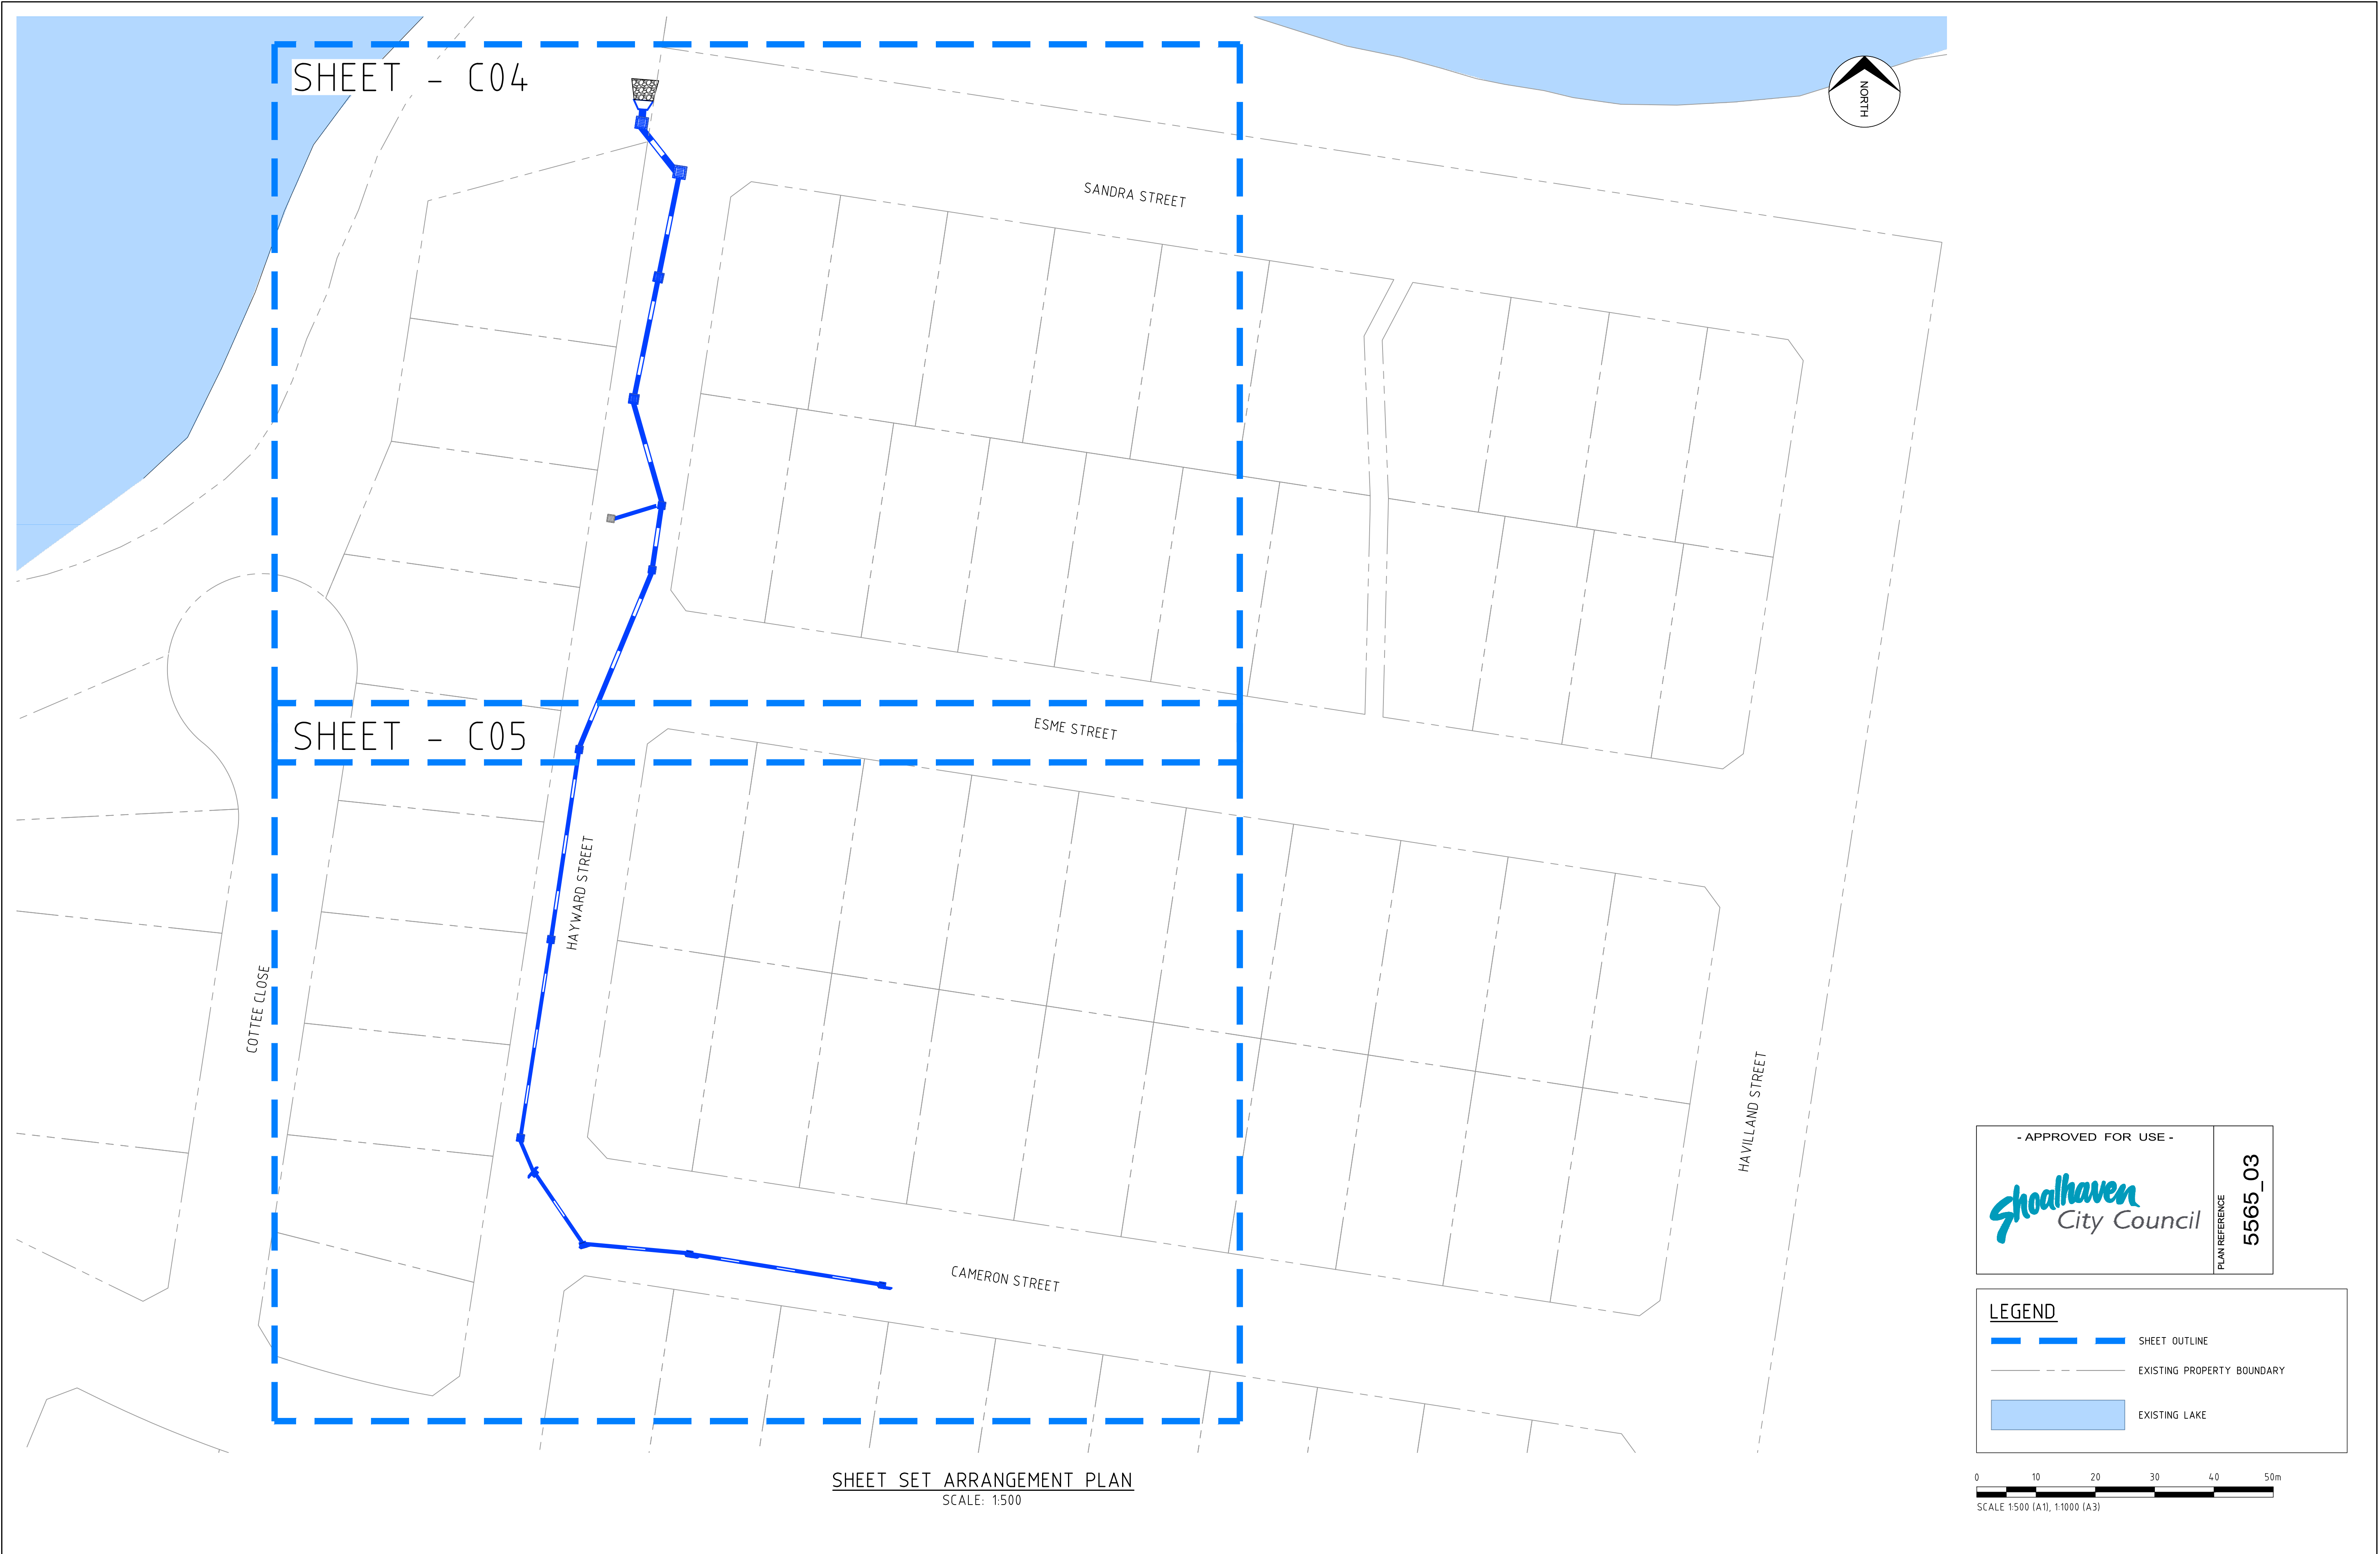 SHEET - C04
NORTH
SANDRA STREET
SHEET - C05
ESME STREET
HAYWARD STREET
COTTEE CLOSE
HAVILLAND STREET
CAMERON STREET
- APPROVED FOR USE -
Shoalhaven
City Council
PLAN REFERENCE
5565_03
LEGEND
SHEET OUTLINE
EXISTING PROPERTY BOUNDARY
EXISTING LAKE
0 10 20 30 40 50m
SCALE 1:500 (A1), 1:1000 (A3)
SHEET SET ARRANGEMENT PLAN
SCALE: 1:500